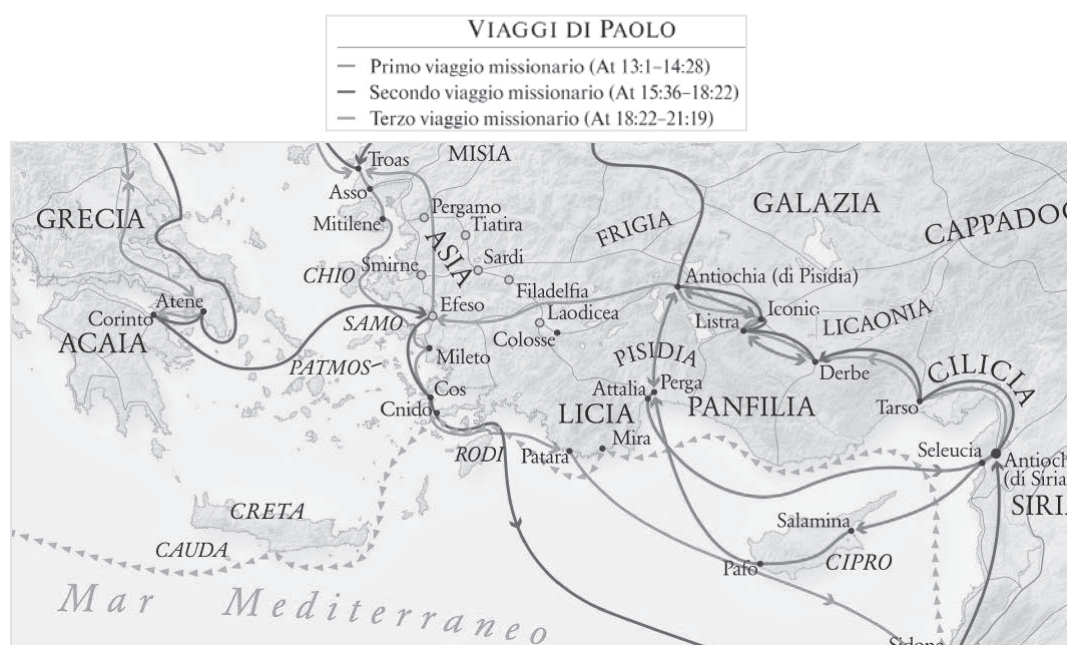 VIAGGI DI PAOLO
Primo viaggio missionario (At 13:1–14:28)
Secondo viaggio missionario (At 15:36–18:22)
Terzo viaggio missionario (At 18:22–21:19)
Troas
MISIA
Asso
GALAZIA
Pergamo
GRECIA
Mitilene
Tiatira
FRIGIA
CAPPADOC
ASIA
Sardi
CHIO
Smirne
Antiochia (di Pisidia)
Filadelfia
Atene
Efeso
Iconio
Corinto
SAMO
Laodicea
Listra
LICAONIA
ACAIA
Colosse
Mileto
PISIDIA
PATMOS
Derbe
CILICIA
Cos
Attalia
Perga
PANFILIA
Tarso
Cnido
LICIA
Mira
RODI
Patara
Seleucia
Antioch
(di Siria
SIRIA
CRETA
Salamina
CAUDA
Pafo
CIPRO
Mar Mediterraneo
Sidone